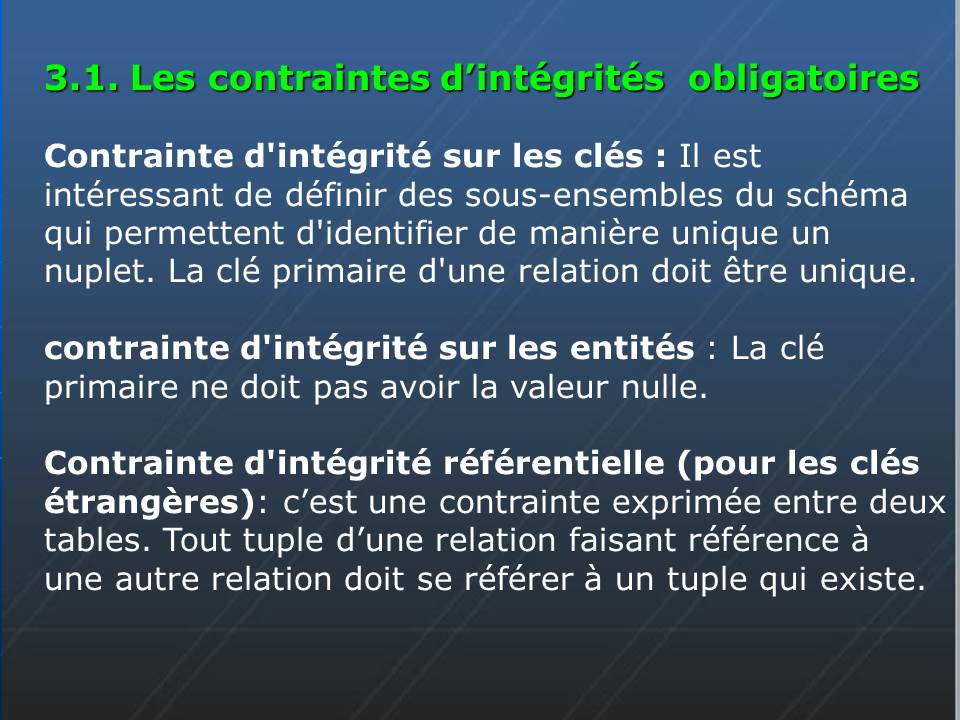 3.1. Les contraintes d’intégrités  obligatoires
Contrainte d'intégrité sur les clés : Il est
intéressant de définir des sous-ensembles du schéma
qui permettent d'identifier de manière unique un
nuplet. La clé primaire d'une relation doit être unique.
contrainte d'intégrité sur les entités : La clé
primaire ne doit pas avoir la valeur nulle.
Contrainte d'intégrité référentielle (pour les clés
étrangères): c’est une contrainte exprimée entre deux
tables. Tout tuple d’une relation faisant référence à
une autre relation doit se référer à un tuple qui existe.